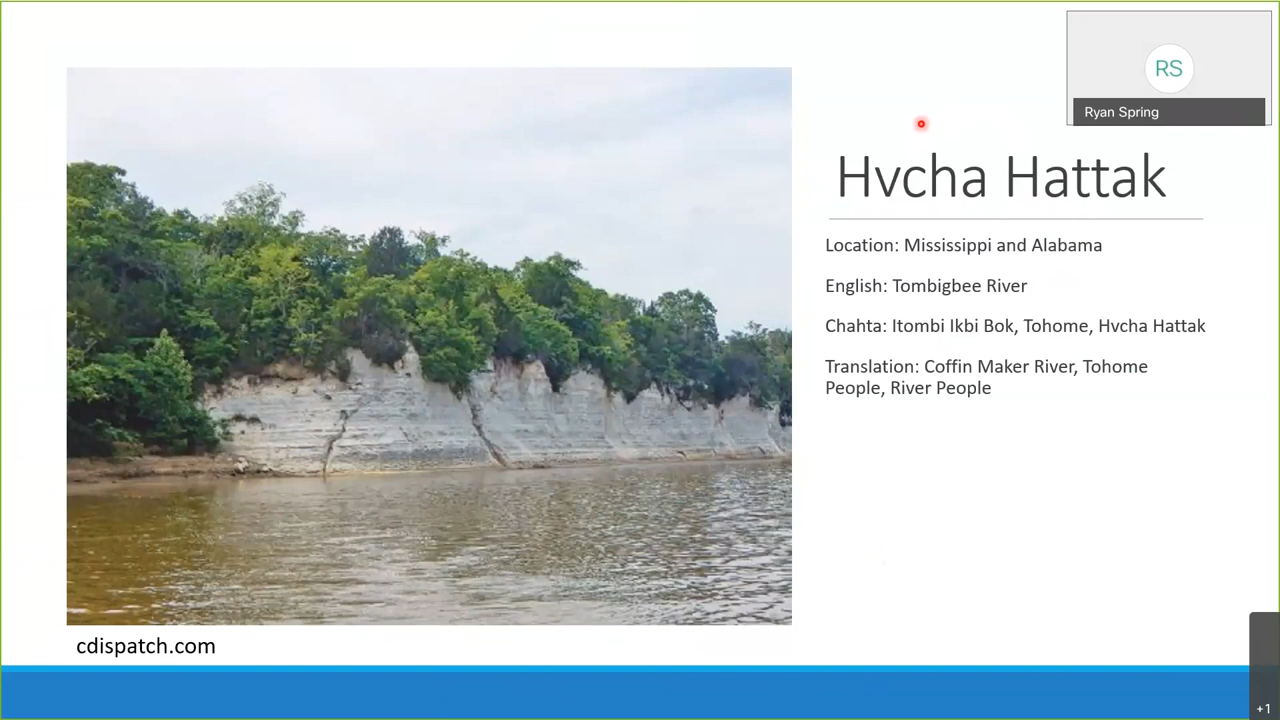 RS
Ryan Spring
Hvcha Hattak
Location: Mississippi and Alabama
English: Tombigbee River
Chahta: Itombi Ikbi Bok, Tohome, Hvcha Hattak
Translation: Coffin Maker River, Tohome
People, River People
cdispatch.com
+1